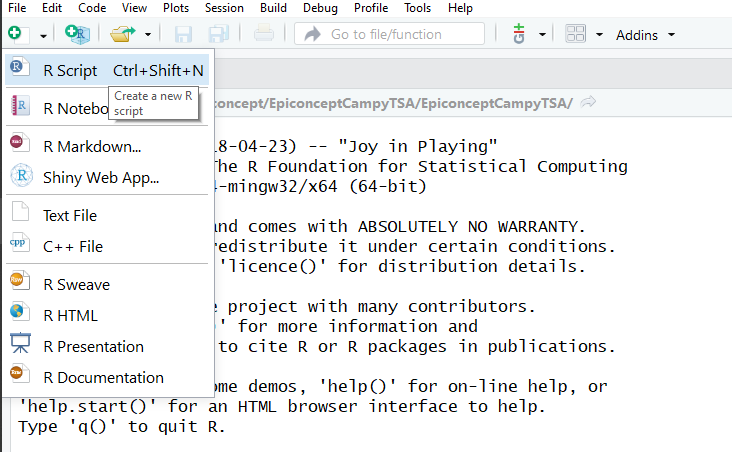 File Edit Code View Plots Session Build Debug Profile Tools Help
Go to file/function
Addins
R Script Ctrl+Shift+N
Create a new R
script
R Notebo
concept/EpiconceptCampyTSA/EpiconceptCampyTSA/
R Markdown...
Shiny Web App...
Text File
C++ File
R Sweave
R HTML
R Presentation
R Documentation
18-04-23) -- "Joy in Playing"
The R Foundation for Statistical Computing
4-mingw32/x64 (64-bit)
and comes with ABSOLUTELY NO WARRANTY.
redistribute it under certain conditions.
'licence()' for distribution details.
e project with many contributors.
)' for more information and
to cite R or R packages in publications.
ome demos, 'help()' for on-line help, or
'help.start()' for an HTML browser interface to help.
Type 'q()' to quit R.